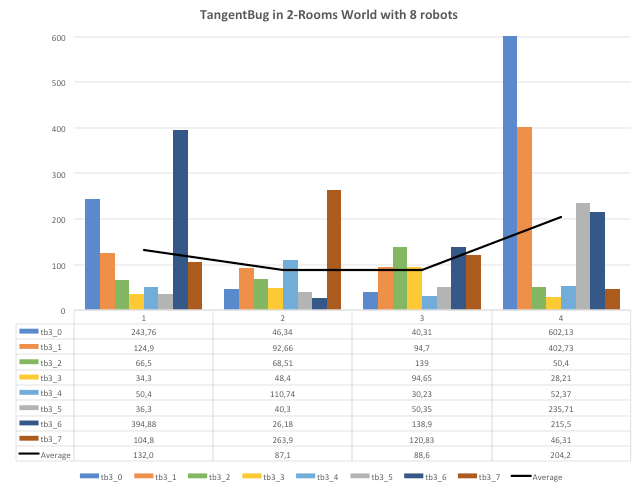 TangentBug in 2-Rooms World with 8 robots
600
500
400
300
200
100
0
1 2 3 4
tb3_0 243,76 46,34 40,31 602,13
tb3_1 124,9 92,66 94,7 402,73
tb3_2 66,5 68,51 139 50,4
tb3_3 34,3 48,4 94,65 28,21
tb3_4 50,4 110,74 30,23 52,37
tb3_5 36,3 40,3 50,35 235,71
tb3_6 394,88 26,18 138,9 215,5
tb3_7 104,8 263,9 120,83 46,31
Average 132,0 87,1 88,6 204,2
tb3_0 tb3_1 tb3_2 tb3_3 tb3_4 tb3_5 tb3_6 tb3_7 Average